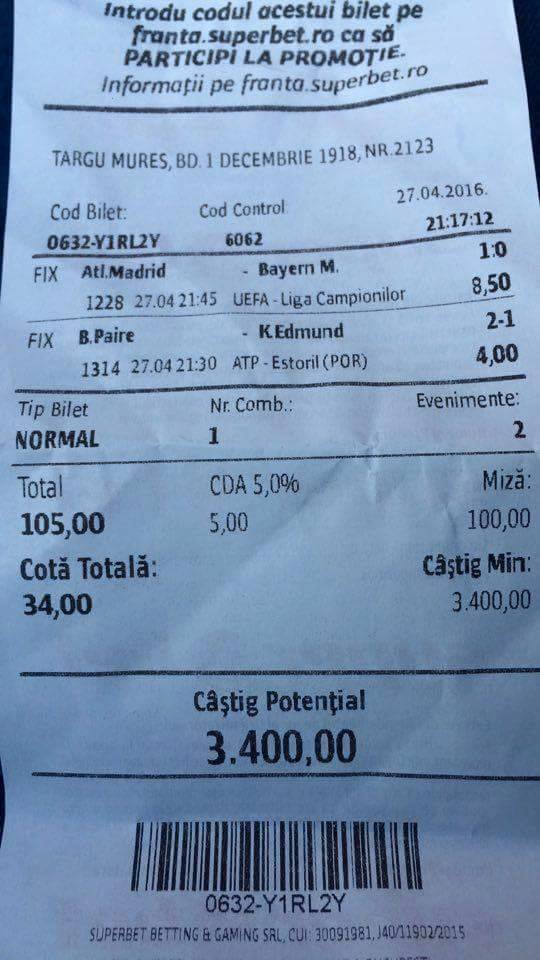 Introdu codul acestui bilet pe
franta.superbet.ro ca să
PARTICIPI LA PROMOȚIE.
Informații pe franta.superbet.ro
TARGU MURES, BD. 1 DECEMBRIE 1918, NR.2123
Cod Bilet: Cod Control 27.04.2016.
0632-Y1RL2Y 6062 21:17:12
FIX Atl.Madrid - Bayern M. 1:0
1228 27.04 21:45 UEFA - Liga Campionilor 8,50
FIX B.Paire - K.Edmund 2-1
1314 27.04 21:30 ATP - Estoril (POR) 4,00
Tip Bilet Nr. Comb.: Evenimente:
NORMAL 1 2
Total CDA 5,0% Miză:
105,00 5,00 100,00
Cotă Totală: Câştig Min:
34,00 3.400,00
Câştig Potenţial
3.400,00
0632-Y1RL2Y
SUPERBET BETTING & GAMING SRL, CUI: 30091981, J40/11902/2015